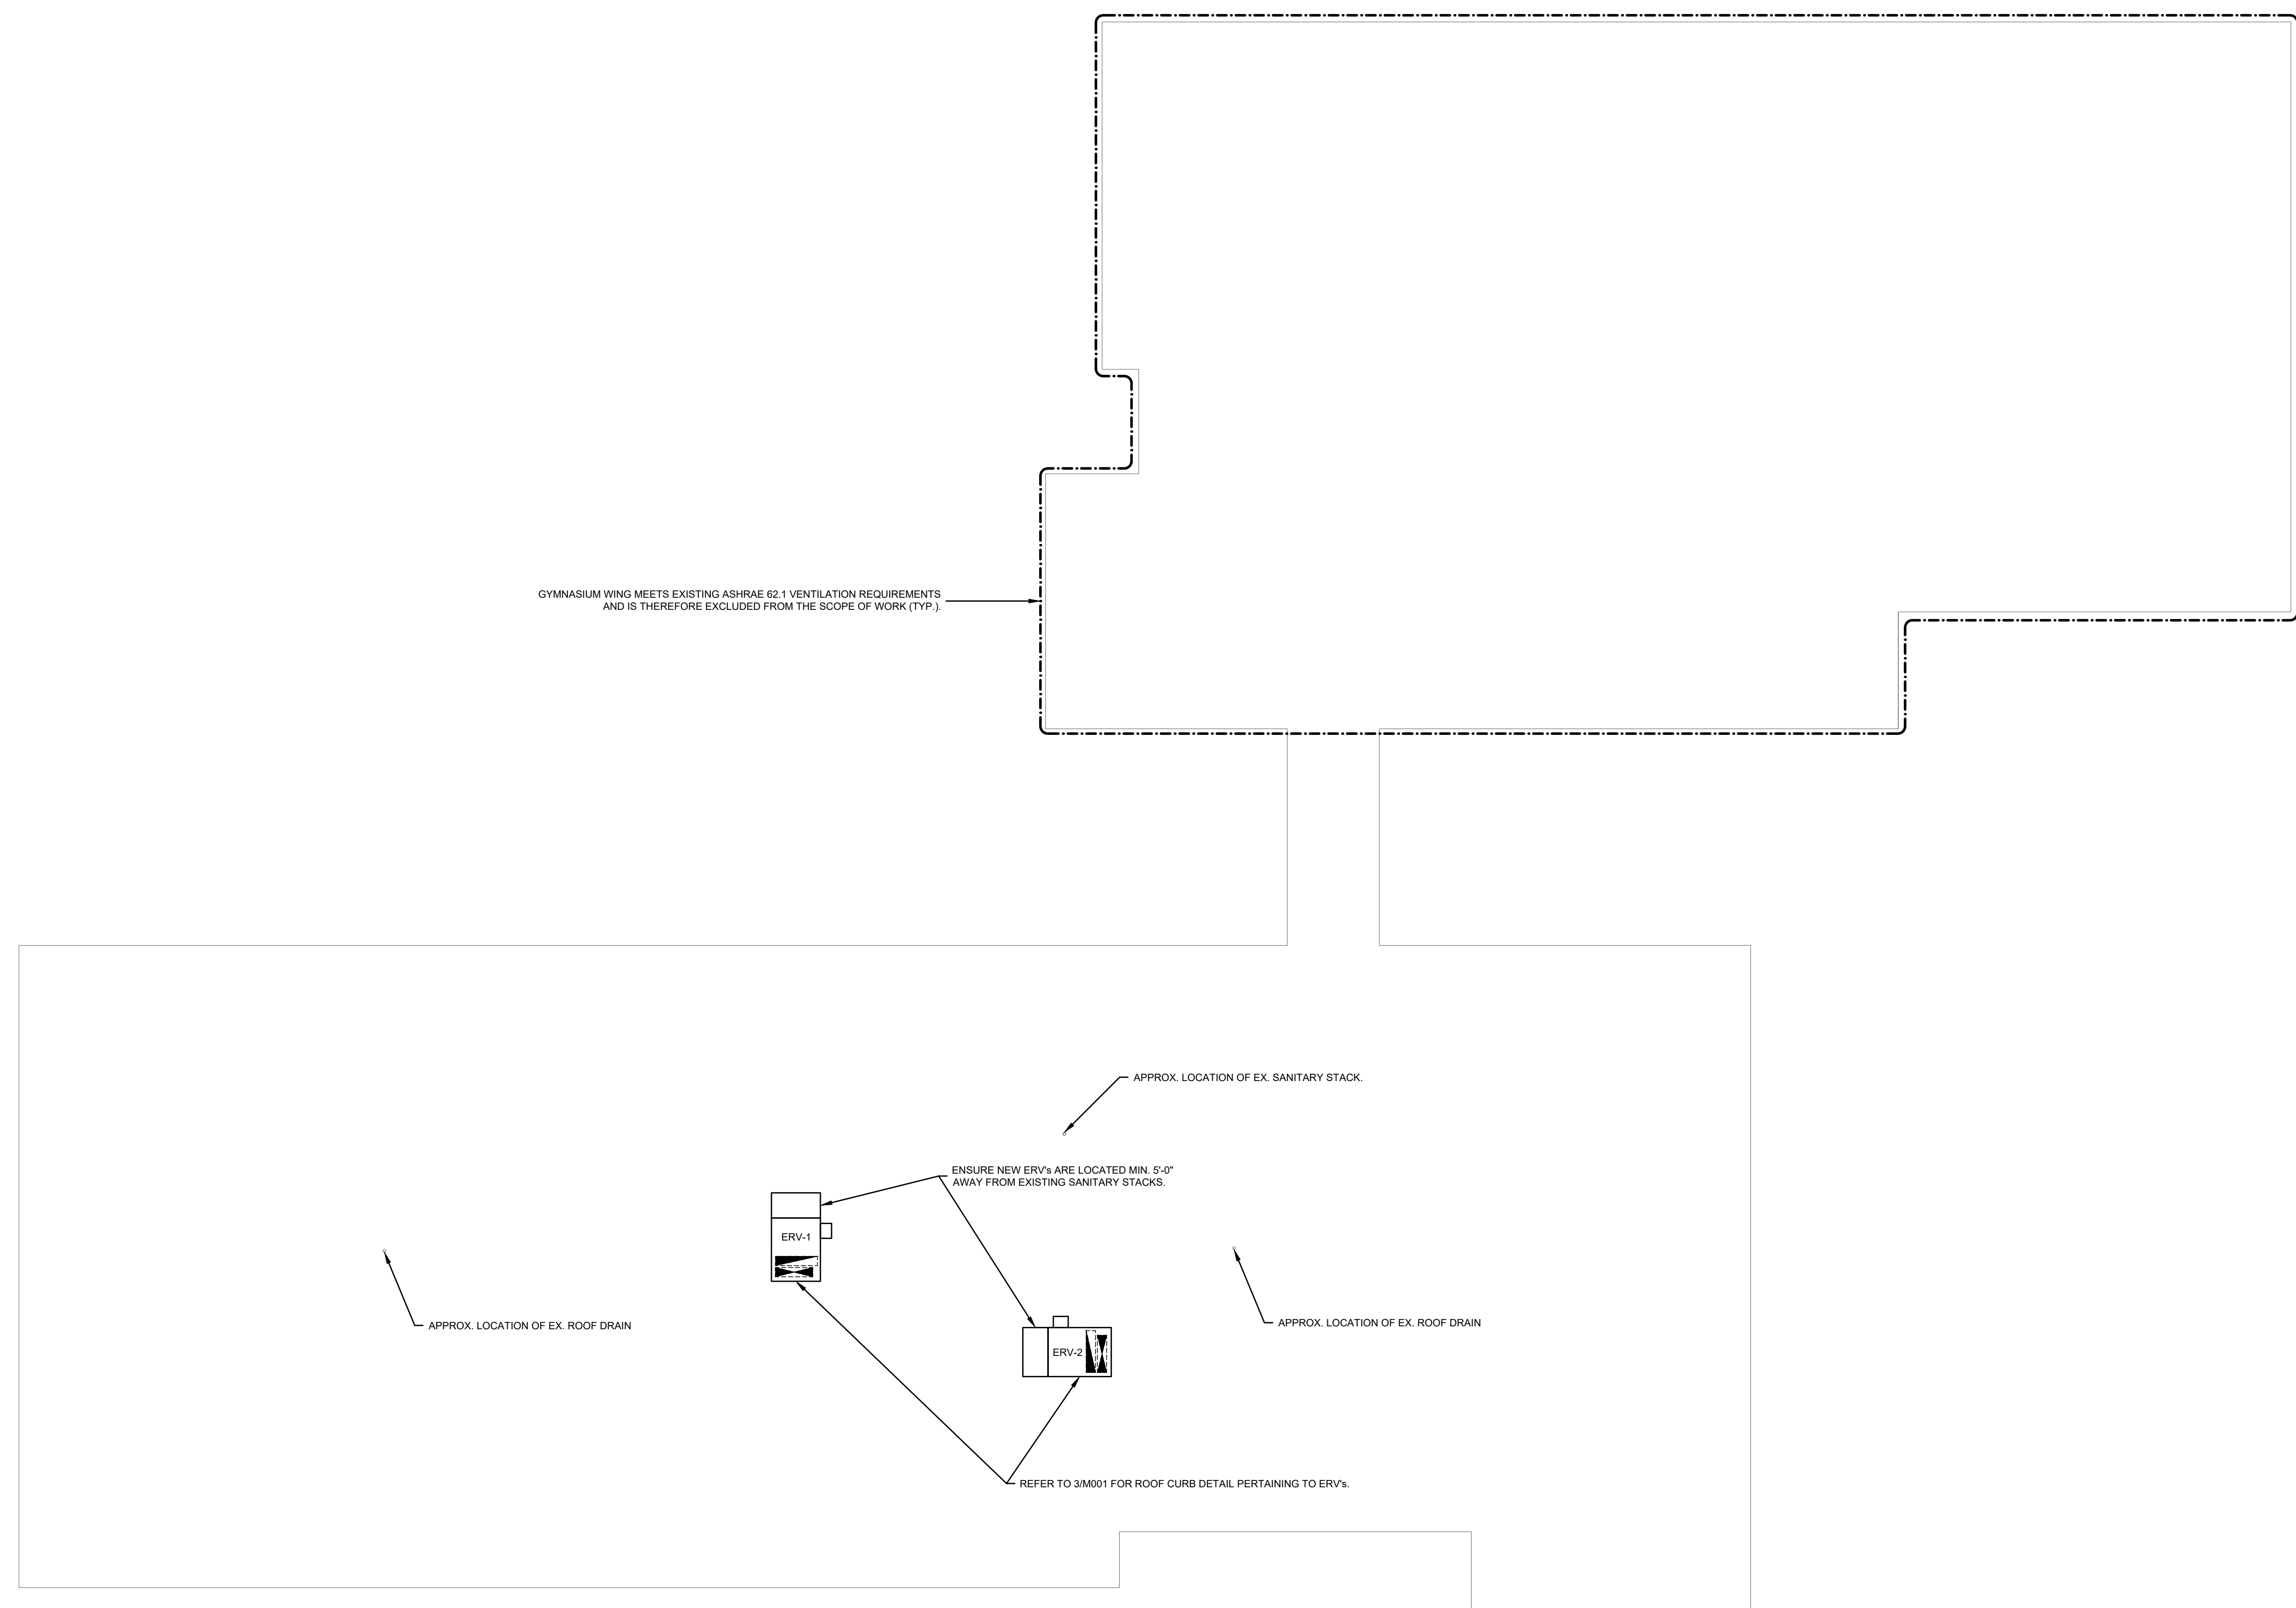 GYMNASIUM WING MEETS EXISTING ASHRAE 62.1 VENTILATION REQUIREMENTS
AND IS THEREFORE EXCLUDED FROM THE SCOPE OF WORK (TYP.).
APPROX. LOCATION OF EX. SANITARY STACK.
ENSURE NEW ERV's ARE LOCATED MIN. 5'-0"
AWAY FROM EXISTING SANITARY STACKS.
ERV-1
APPROX. LOCATION OF EX. ROOF DRAIN
APPROX. LOCATION OF EX. ROOF DRAIN
ERV-2
REFER TO 3/M001 FOR ROOF CURB DETAIL PERTAINING TO ERV's.